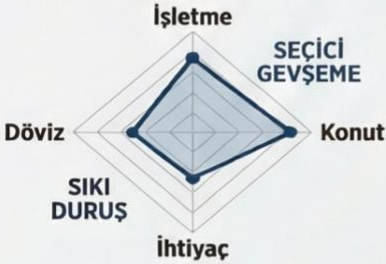 İşletme
SEÇİCİ
GEVŞEME
Döviz
Konut
SIKI
DURUŞ
İhtiyaç